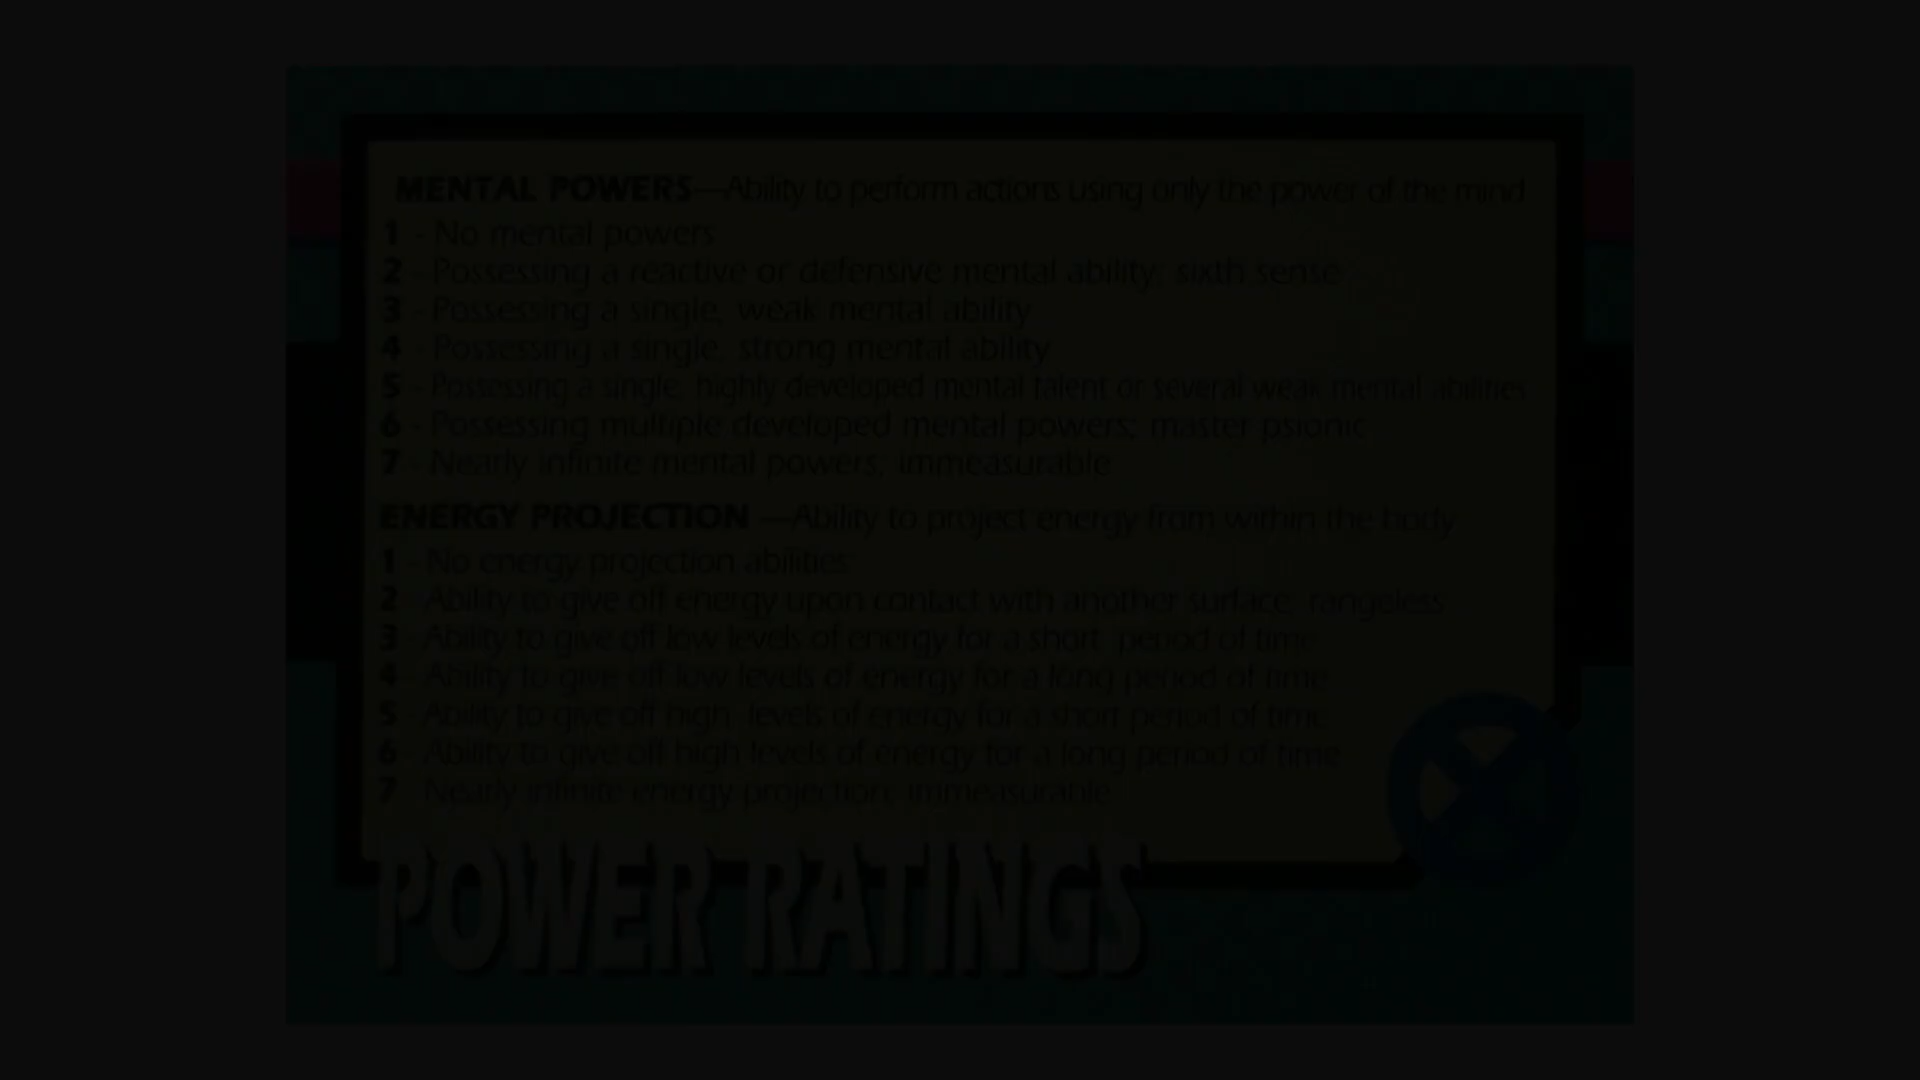 MENTAL POWERS—Ability to perform actions using only the power of the mind
1 - No mental powers
2 - Possessing a reactive or defensive mental ability; sixth sense
3 - Possessing a single, weak mental ability
4 - Possessing a single, strong mental ability
5 - Possessing a single, highly developed mental talent or several weak mental abilities
6 - Possessing multiple developed mental powers; master psionic
7 - Nearly infinite mental powers; immeasurable
ENERGY PROJECTION —Ability to project energy from within the body
1 - No energy projection abilities
2 - Ability to give off energy upon contact with another surface; rangeless
3 - Ability to give off low levels of energy for a short period of time
4 - Ability to give off low levels of energy for a long period of time
5 - Ability to give off high levels of energy for a short period of time
6 - Ability to give off high levels of energy for a long period of time
7 - Nearly infinite energy projection; immeasurable
POWER RATINGS